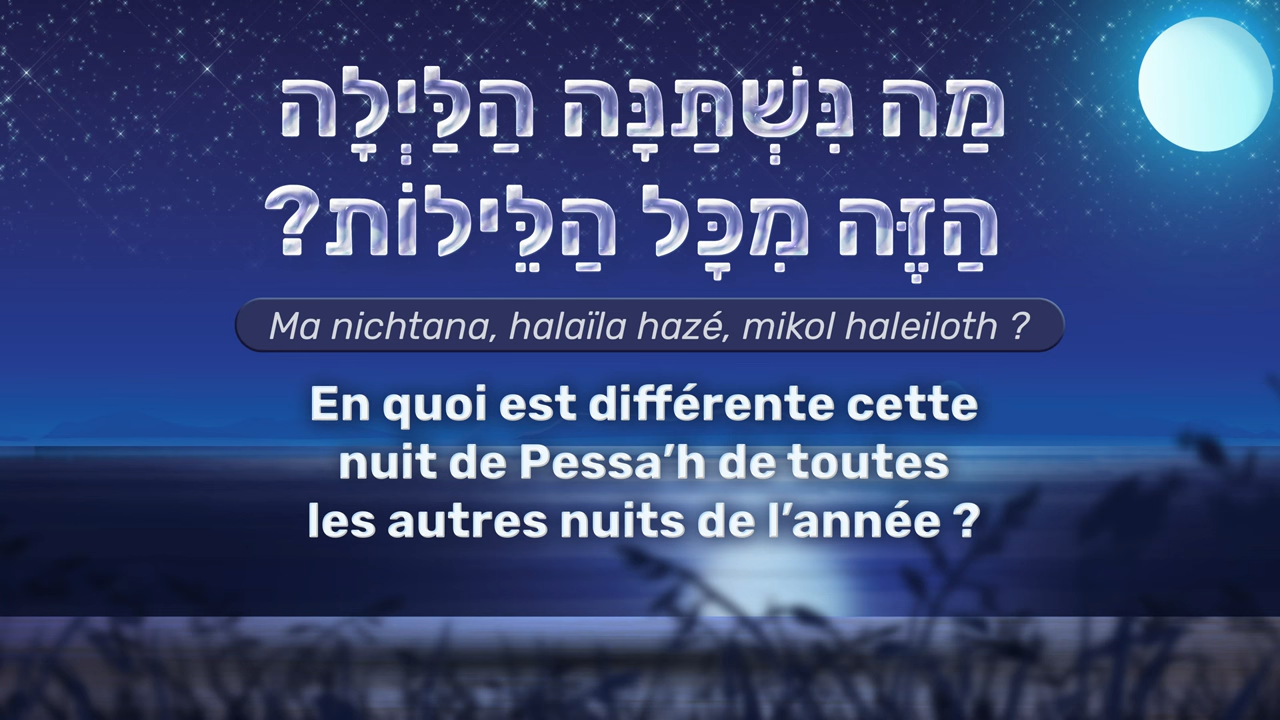 מַה נִּשְׁתַּנָּה הַלַּיְלָה
הַזֶּה מִכָּל הַלֵּילוֹת?
Ma nichtana, halaïla hazé, mikol haleiloth ?
En quoi est différente cette
nuit de Pessa’h de toutes
les autres nuits de l’année ?